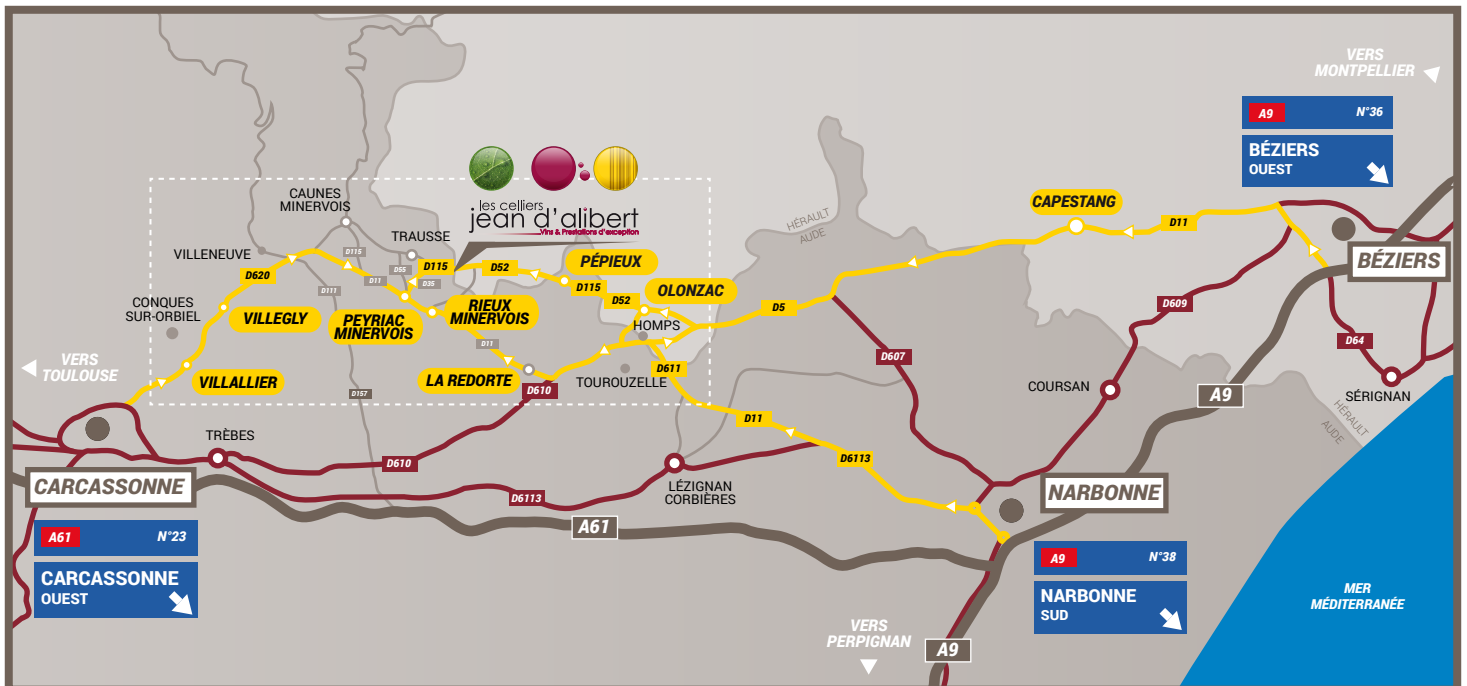 VERS
MONTPELLIER
A9 N°36
BÉZIERS
OUEST
les celliers
jean d'alibert
Vins & Prestations d'exception
CAUNES
MINERVOIS
TRAUSSE
VILLENEUVE
D115
D55
D35
D11
D111
D115
D52
PÉPIEUX
D115
D52
OLONZAC
HÉRAULT
AUDE
CAPESTANG
D11
BÉZIERS
D620
CONQUES
SUR-ORBIEL
VILLEGLY
PEYRIAC
MINERVOIS
RIEUX
MINERVOIS
HOMPS
D5
D609
D607
D64
D11
VERS
TOULOUSE
VILLALLIER
LA REDORTE
D610
TOUROUZELLE
D611
D157
COURSAN
A9
SÉRIGNAN
HÉRAULT
AUDE
TRÈBES
D610
D11
D6113
LÉZIGNAN
CORBIÈRES
D6113
CARCASSONNE
NARBONNE
A61
A61 N°23
CARCASSONNE
OUEST
A9 N°38
NARBONNE
SUD
MER
MÉDITERRANÉE
VERS
PERPIGNAN
A9